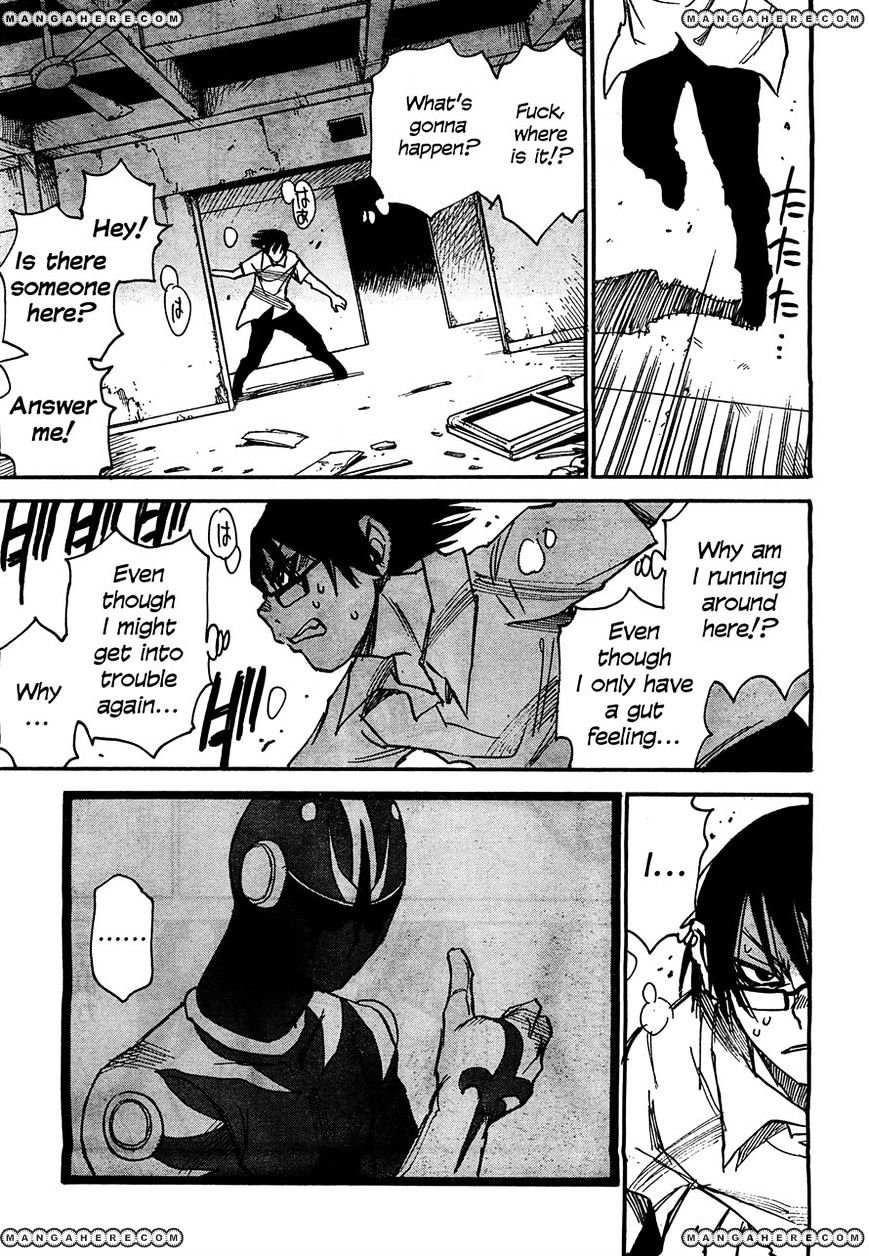 MANGAHERE.COM
MANGAHERE.COM
たたた…
Fuck,
where
is it!?
What's
gonna
happen?
はあ
Hey!
Is there
someone
here?
は
Answer
me!
Why am
I running
around
here!?
Even
though
I only have
a gut
feeling...
は
Even
though
I might
get into
trouble
again...
Why
...
I...
.......
MANGAHERE.COM
MANGAHERE.COM